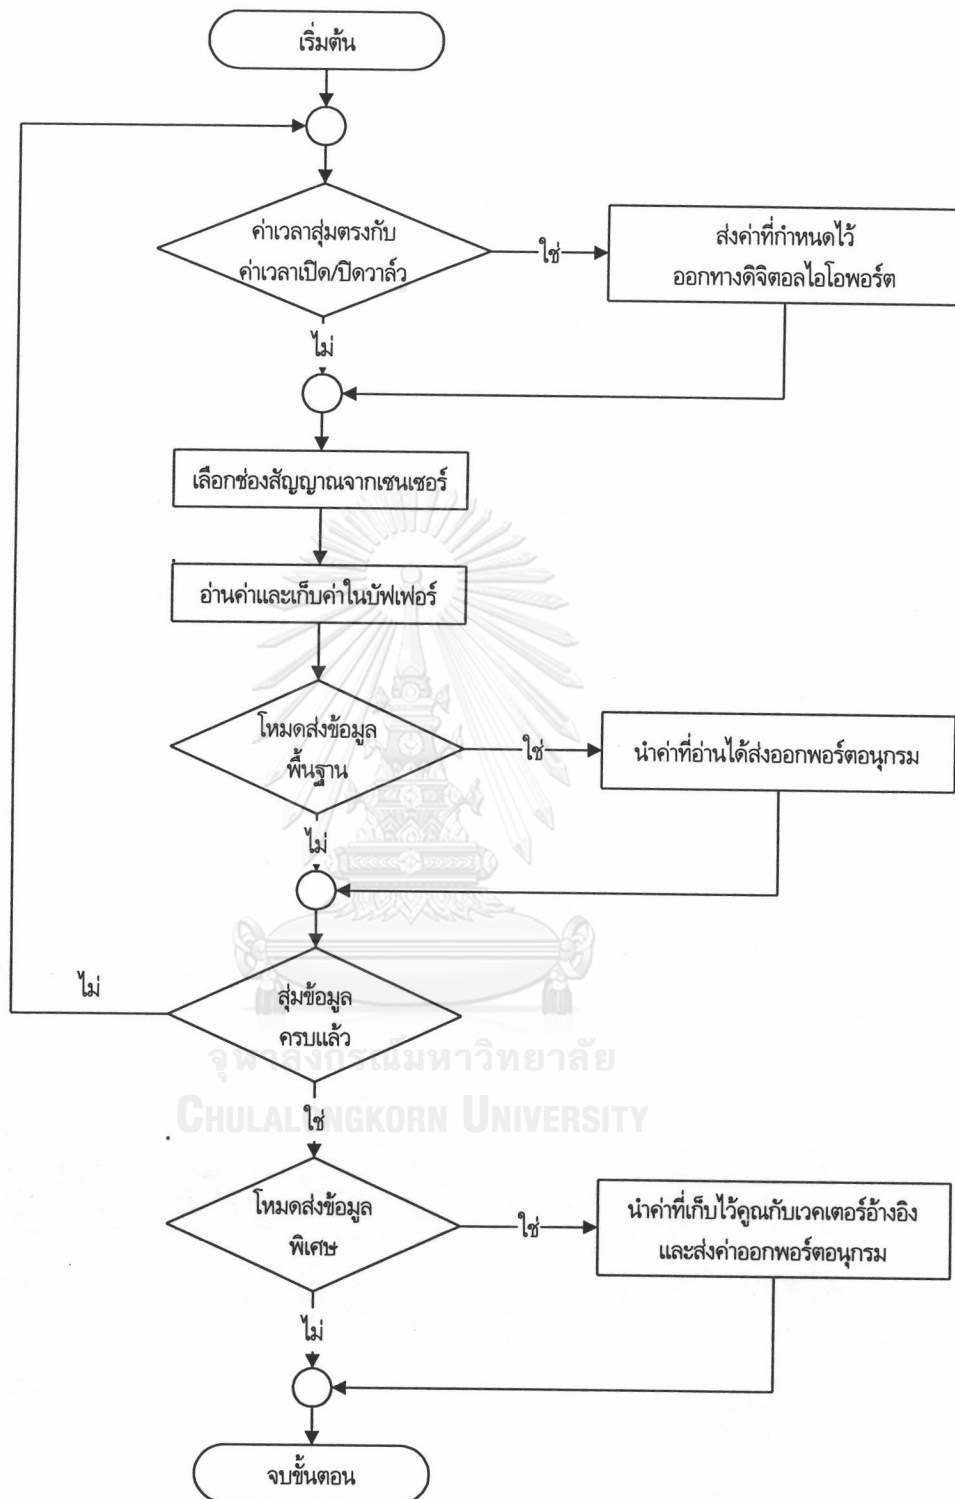 เริ่มต้น
ค่าเวลาสุ่มตรงกับ
ค่าเวลาเปิด/ปิดวาล์ว
ใช่
ส่งค่าที่กำหนดไว้
ออกทางดิจิตอลไอโอพอร์ต
ไม่
เลือกช่องสัญญาณจากเซนเซอร์
อ่านค่าและเก็บค่าในบัฟเฟอร์
โหมดส่งข้อมูล
พื้นฐาน
ใช่
นำค่าที่อ่านได้ส่งออกพอร์ตอนุกรม
ไม่
ไม่
สุ่มข้อมูล
ครบแล้ว
จุฬาลงกรณ์มหาวิทยาลัย
CHULALONGKORN UNIVERSITY
ใช่
โหมดส่งข้อมูล
พิเศษ
ใช่
นำค่าที่เก็บไว้คูณกับเวคเตอร์อ้างอิง
และส่งค่าออกพอร์ตอนุกรม
ไม่
จบขั้นตอน